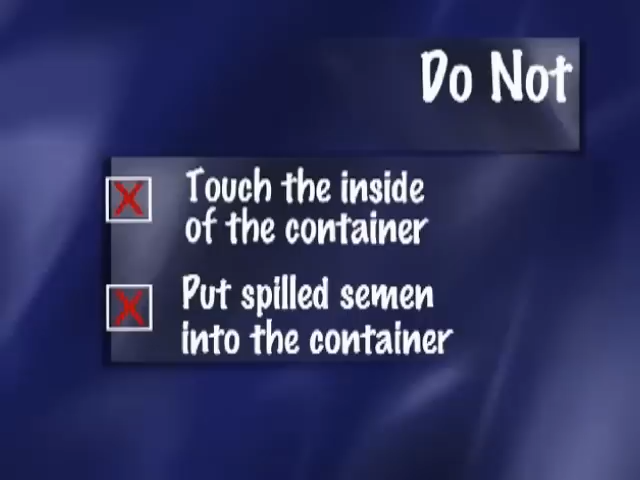 Do Not
Touch the inside
of the container
Put spilled semen
into the container